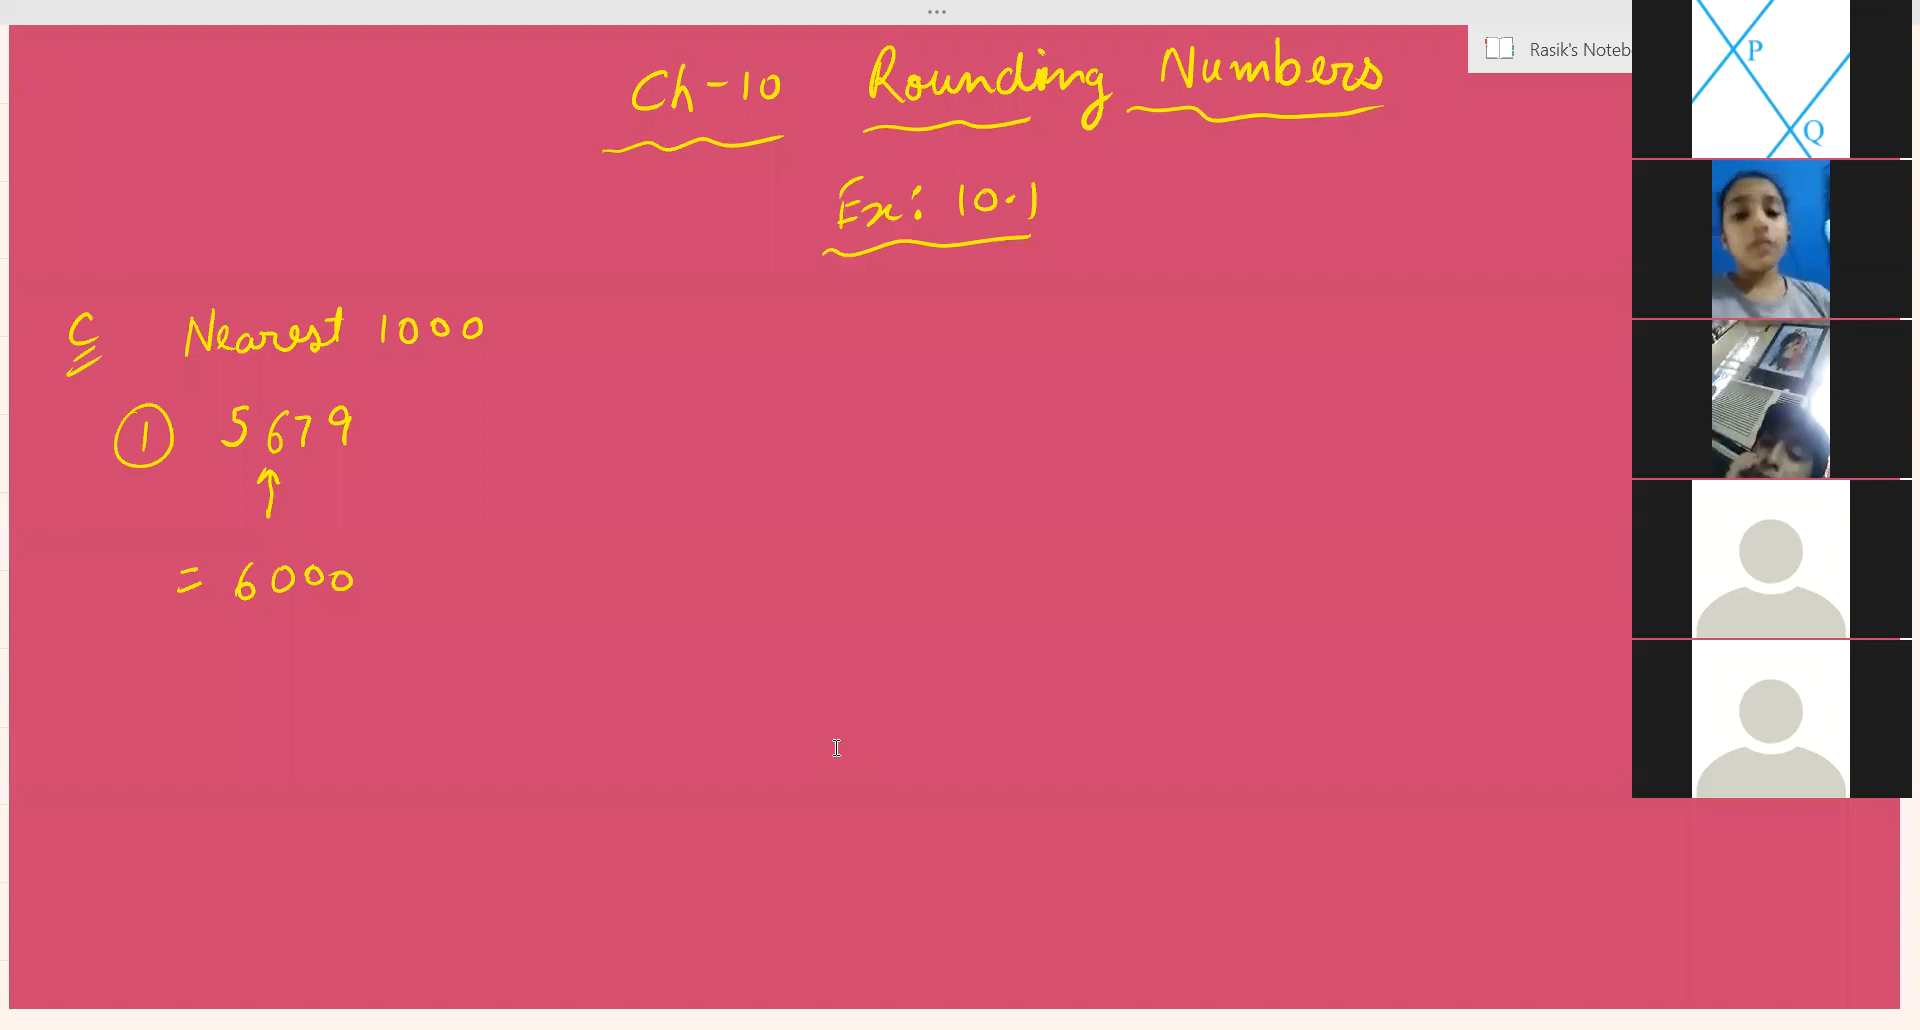 Ch-10 Rounding Numbers
Rasik's Noteb
Ex: 10.1
C Nearest 1000
1 5679
= 6000
P
Q